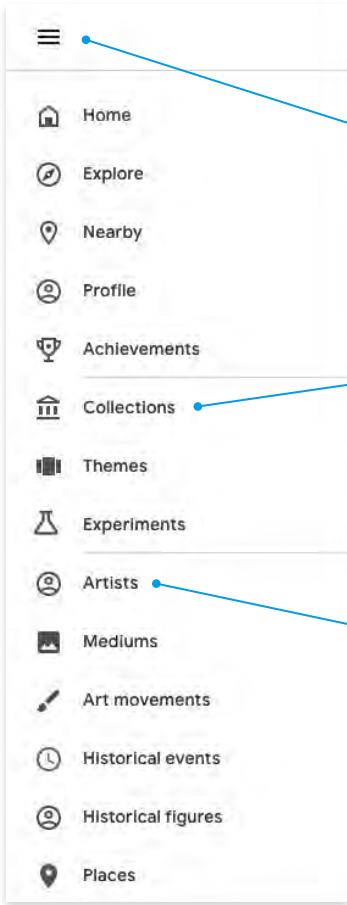 Home
Explore
Nearby
Profile
Achievements
Collections
Themes
Experiments
Artists
Mediums
Art movements
Historical events
Historical figures
Places